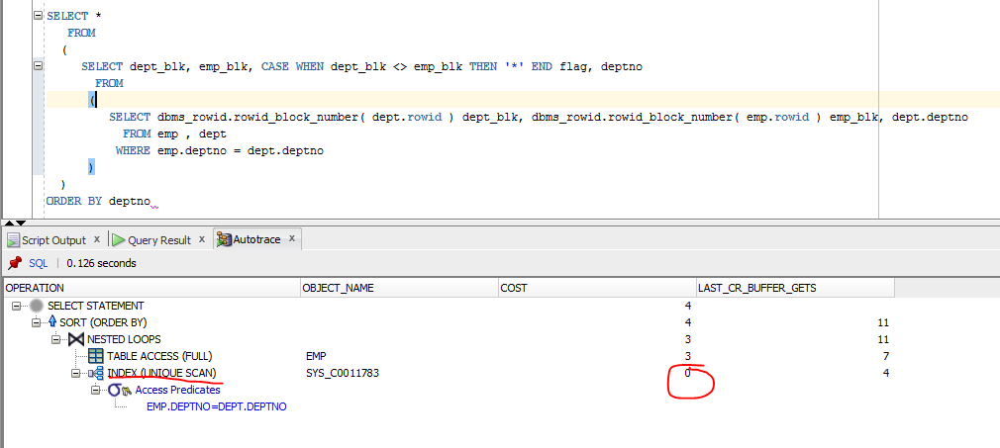 SELECT *
FROM
(
SELECT dept_blk, emp_blk, CASE WHEN dept_blk <> emp_blk THEN '*' END flag, deptno
FROM
(
SELECT dbms_rowid.rowid_block_number( dept.rowid ) dept_blk, dbms_rowid.rowid_block_number( emp.rowid ) emp_blk, dept.deptno
FROM emp , dept
WHERE emp.deptno = dept.deptno
)
)
ORDER BY deptno
Script Output x Query Result x Autotrace x
SQL | 0.126 seconds
OPERATION OBJECT_NAME COST LAST_CR_BUFFER_GETS
SELECT STATEMENT 4
SORT (ORDER BY) 4 11
NESTED LOOPS 3 11
TABLE ACCESS (FULL) EMP 3 7
INDEX (UNIQUE SCAN) SYS_C0011783 0 4
Access Predicates
EMP.DEPTNO=DEPT.DEPTNO